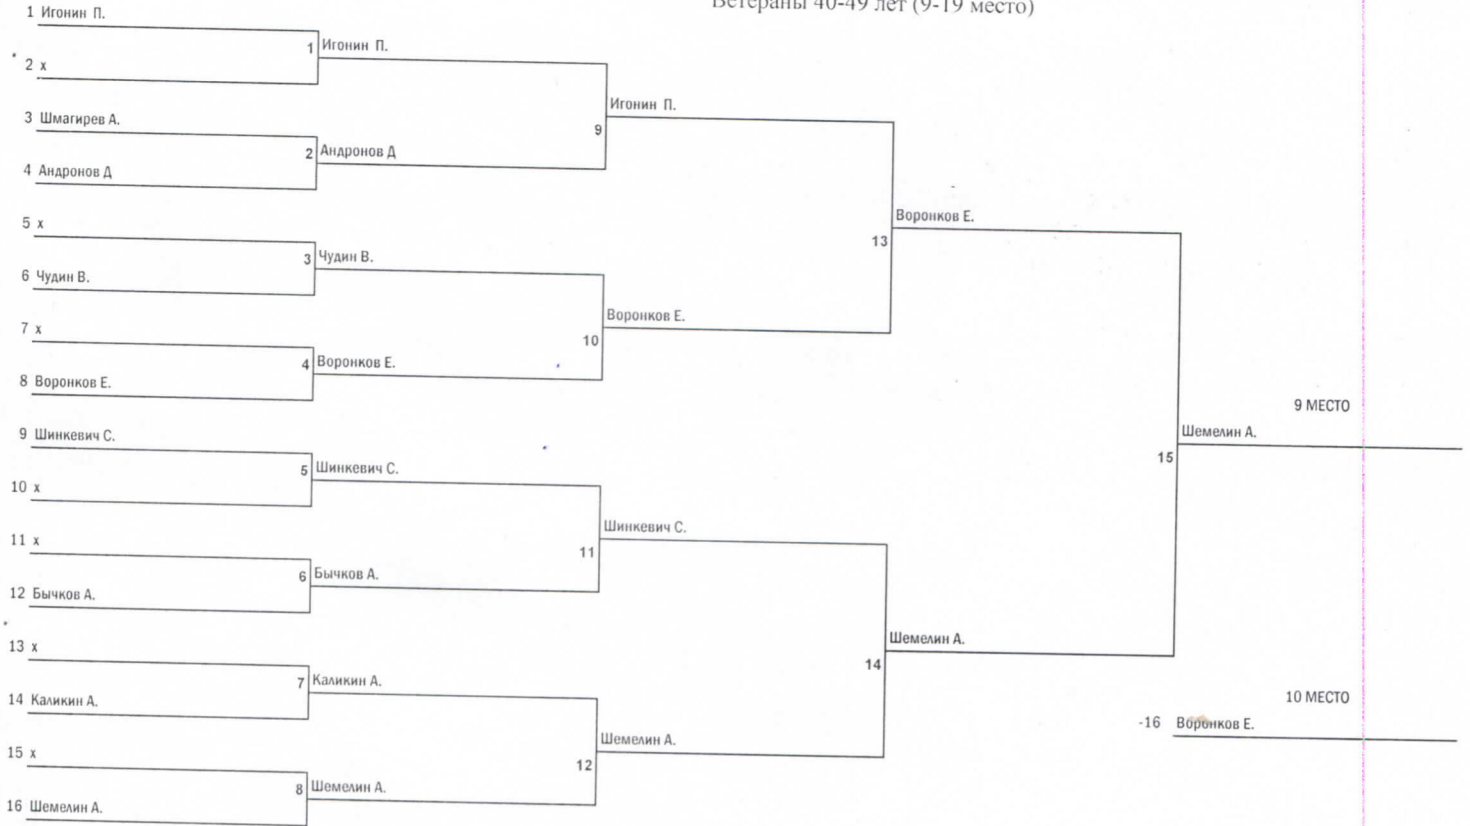 Ветераны 40-49 лет (9-19 место)
1 Игонин П.
1 Игонин П.
2 x
Игонин П.
9
3 Шмагирев А.
2 Андронов Д
4 Андронов Д
Воронков Е.
13
5 x
3 Чудин В.
6 Чудин В.
Воронков Е.
10
7 x
4 Воронков Е.
8 Воронков Е.
9 МЕСТО
Шемелин А.
15
9 Шинкевич С.
5 Шинкевич С.
10 x
Шинкевич С.
11
11 x
6 Бычков А.
12 Бычков А.
Шемелин А.
14
13 x
7 Каликин А.
14 Каликин А.
10 МЕСТО
-16 Воронков Е.
Шемелин А.
12
15 x
8 Шемелин А.
16 Шемелин А.